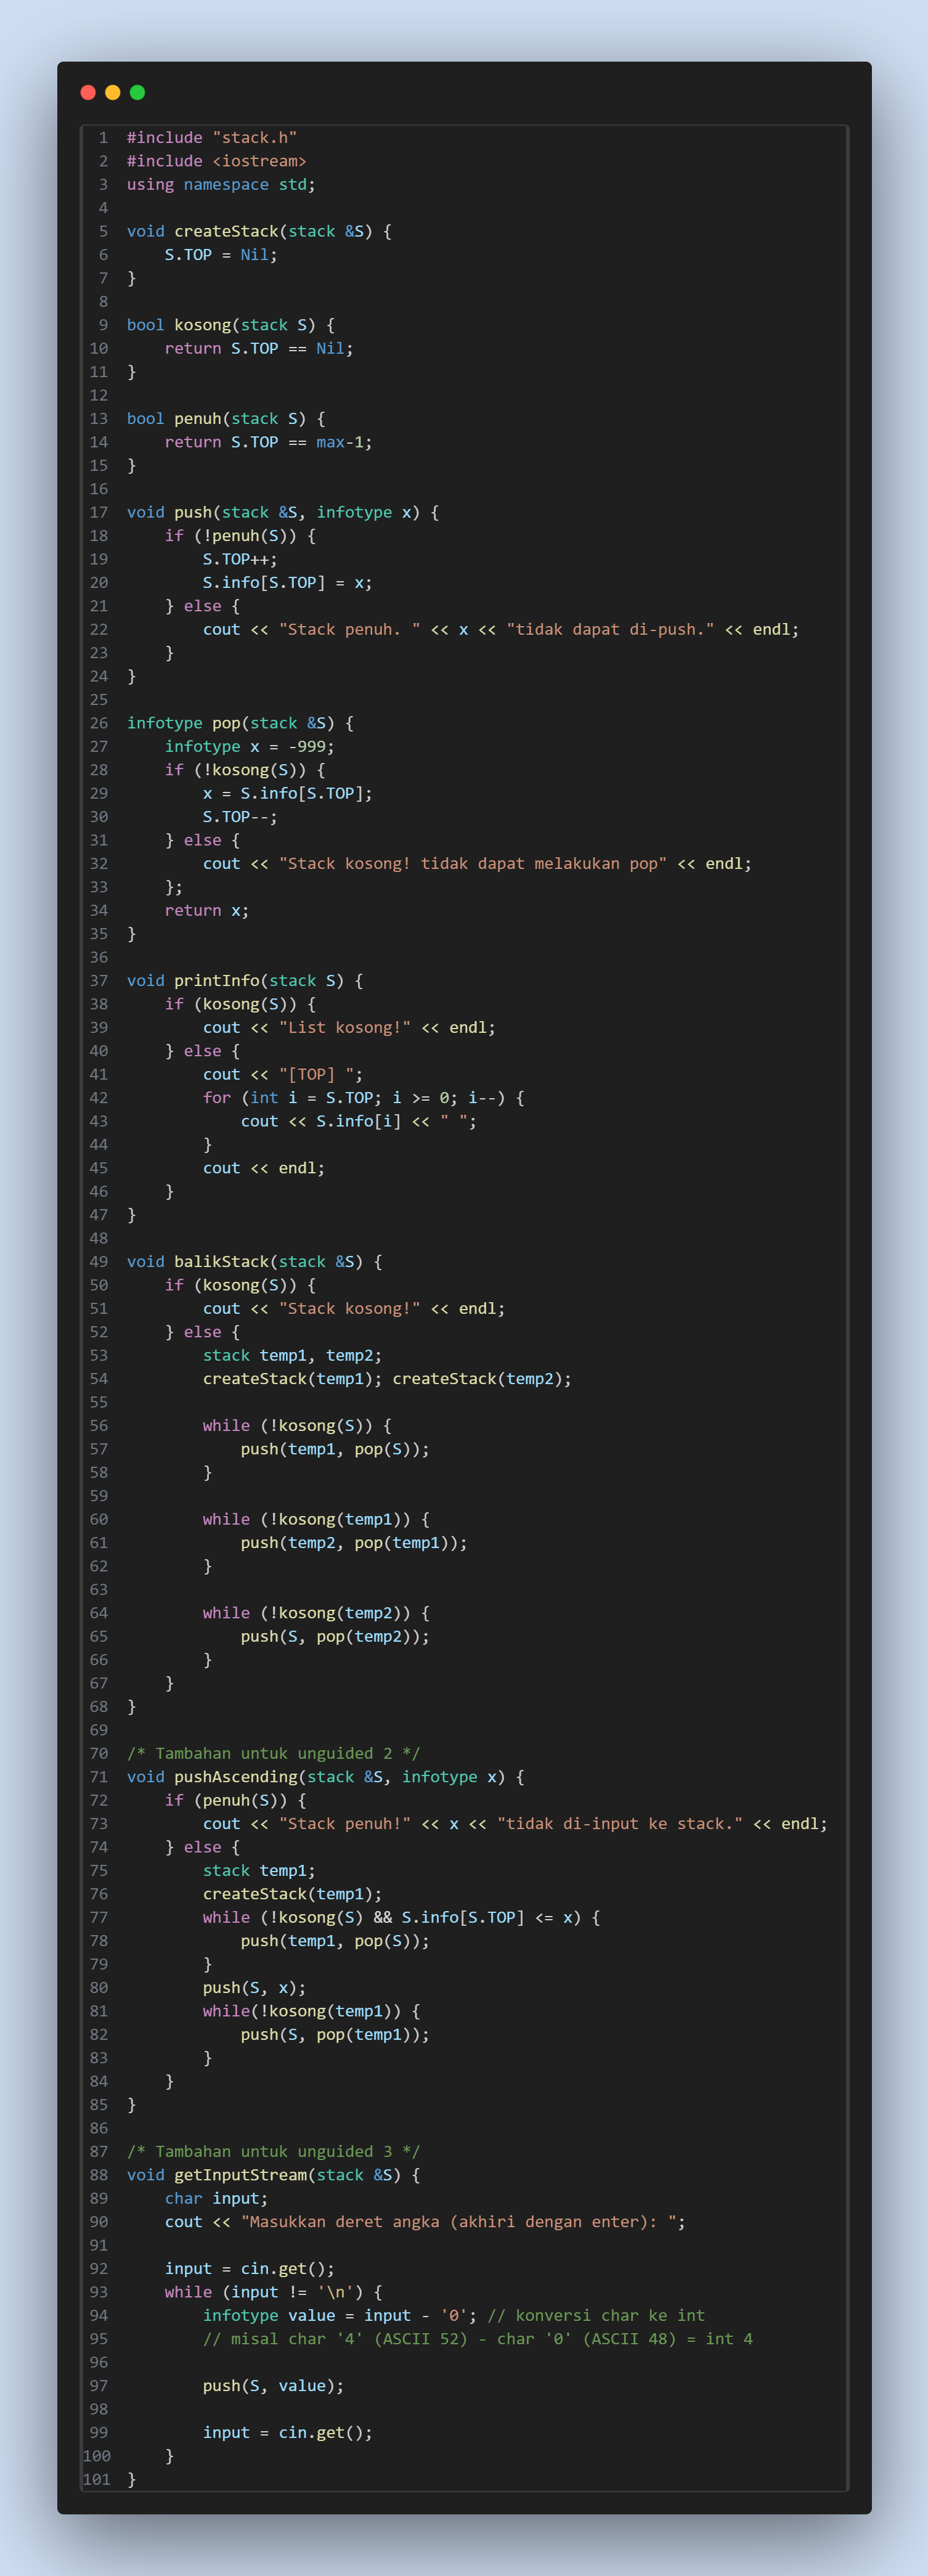 1 #include "stack.h"
2 #include <iostream>
3 using namespace std;
4
5 void createStack(stack &S) {
6     S.TOP = Nil;
7 }
8
9 bool kosong(stack S) {
10     return S.TOP == Nil;
11 }
12
13 bool penuh(stack S) {
14     return S.TOP == max-1;
15 }
16
17 void push(stack &S, infotype x) {
18     if (!penuh(S)) {
19         S.TOP++;
20         S.info[S.TOP] = x;
21     } else {
22         cout << "Stack penuh. " << x << "tidak dapat di-push." << endl;
23     }
24 }
25
26 infotype pop(stack &S) {
27     infotype x = -999;
28     if (!kosong(S)) {
29         x = S.info[S.TOP];
30         S.TOP--;
31     } else {
32         cout << "Stack kosong! tidak dapat melakukan pop" << endl;
33     };
34     return x;
35 }
36
37 void printInfo(stack S) {
38     if (kosong(S)) {
39         cout << "List kosong!" << endl;
40     } else {
41         cout << "[TOP] ";
42         for (int i = S.TOP; i >= 0; i--) {
43             cout << S.info[i] << " ";
44         }
45         cout << endl;
46     }
47 }
48
49 void balikStack(stack &S) {
50     if (kosong(S)) {
51         cout << "Stack kosong!" << endl;
52     } else {
53         stack temp1, temp2;
54         createStack(temp1); createStack(temp2);
55
56         while (!kosong(S)) {
57             push(temp1, pop(S));
58         }
59
60         while (!kosong(temp1)) {
61             push(temp2, pop(temp1));
62         }
63
64         while (!kosong(temp2)) {
65             push(S, pop(temp2));
66         }
67     }
68 }
69
70 /* Tambahan untuk unguided 2 */
71 void pushAscending(stack &S, infotype x) {
72     if (penuh(S)) {
73         cout << "Stack penuh!" << x << "tidak di-input ke stack." << endl;
74     } else {
75         stack temp1;
76         createStack(temp1);
77         while (!kosong(S) && S.info[S.TOP] <= x) {
78             push(temp1, pop(S));
79         }
80         push(S, x);
81         while(!kosong(temp1)) {
82             push(S, pop(temp1));
83         }
84     }
85 }
86
87 /* Tambahan untuk unguided 3 */
88 void getInputStream(stack &S) {
89     char input;
90     cout << "Masukkan deret angka (akhiri dengan enter): ";
91
92     input = cin.get();
93     while (input != '\n') {
94         infotype value = input - '0'; // konversi char ke int
95         // misal char '4' (ASCII 52) - char '0' (ASCII 48) = int 4
96
97         push(S, value);
98
99         input = cin.get();
100     }
101 }